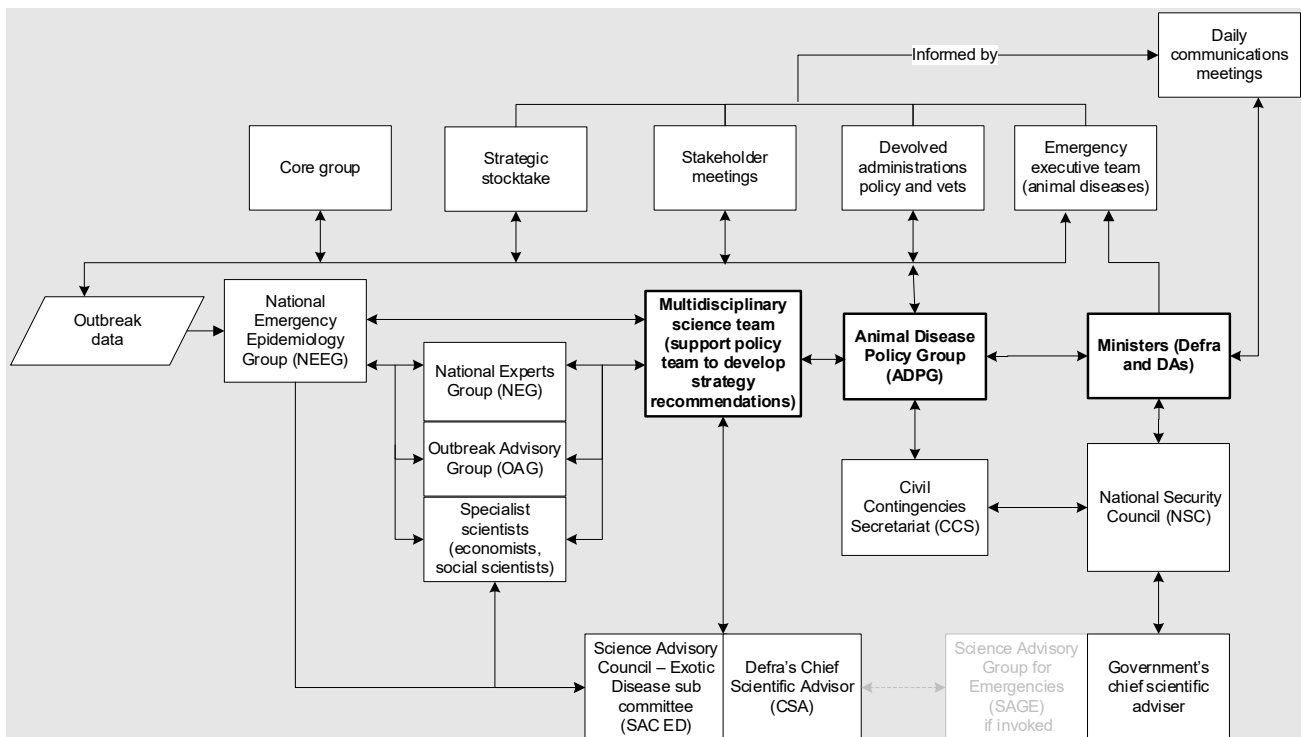 Daily
communications
meetings
Informed by
Core group
Strategic
stocktake
Stakeholder
meetings
Devolved
administrations
policy and vets
Emergency
executive team
(animal diseases)
Outbreak
data
National
Emergency
Epidemiology
Group (NEEG)
National Experts
Group (NEG)
Outbreak Advisory
Group (OAG)
Specialist
scientists
(economists,
social scientists)
Multidisciplinary
science team
(support policy
team to develop
strategy
recommendations)
Animal Disease
Policy Group
(ADPG)
Ministers (Defra
and DAs)
Civil
Contingencies
Secretariat (CCS)
National Security
Council (NSC)
Science Advisory
Council – Exotic
Disease sub
committee
(SAC ED)
Defra’s Chief
Scientific Advisor
(CSA)
Science Advisory
Group for
Emergencies
(SAGE)
if invoked
Government’s
chief scientific
adviser